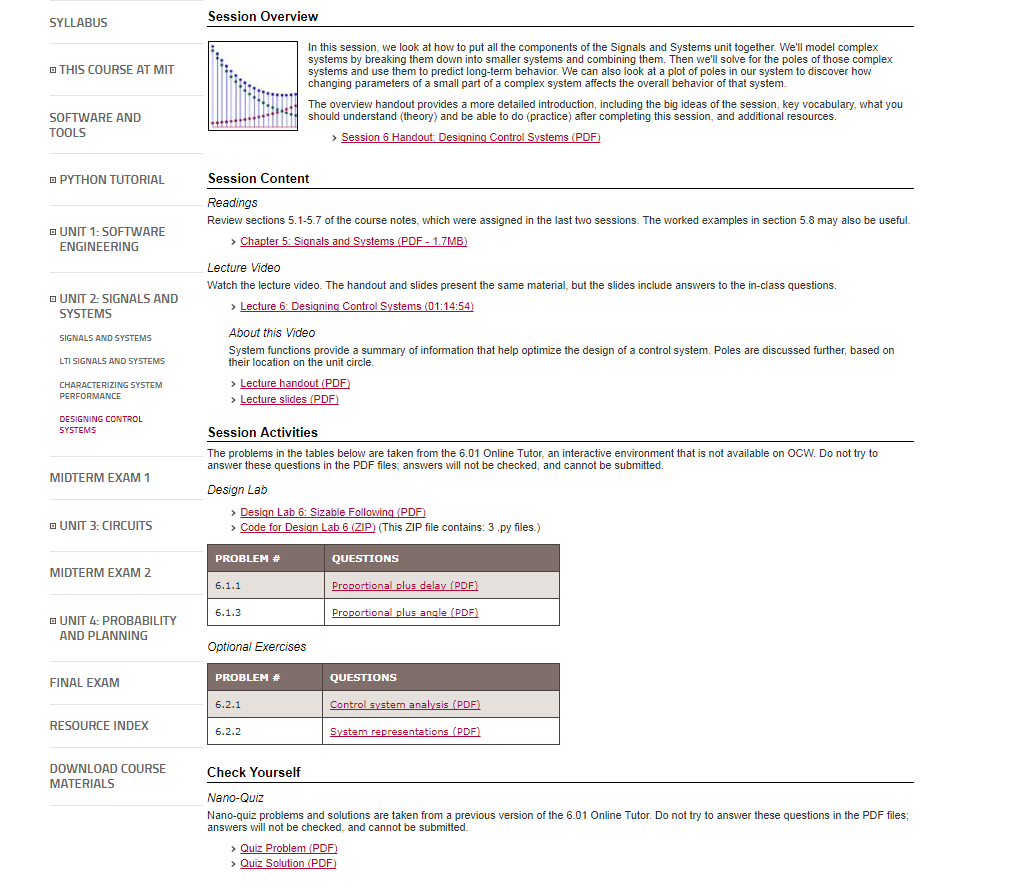 SYLLABUS
THIS COURSE AT MIT
SOFTWARE AND
TOOLS
PYTHON TUTORIAL
UNIT 1: SOFTWARE
ENGINEERING
UNIT 2: SIGNALS AND
SYSTEMS
SIGNALS AND SYSTEMS
LTI SIGNALS AND SYSTEMS
CHARACTERIZING SYSTEM
PERFORMANCE
DESIGNING CONTROL
SYSTEMS
MIDTERM EXAM 1
UNIT 3: CIRCUITS
MIDTERM EXAM 2
UNIT 4: PROBABILITY
AND PLANNING
FINAL EXAM
RESOURCE INDEX
DOWNLOAD COURSE
MATERIALS
Session Overview
In this session, we look at how to put all the components of the Signals and Systems unit together. We'll model complex
systems by breaking them down into smaller systems and combining them. Then we'll solve for the poles of those complex
systems and use them to predict long-term behavior. We can also look at a plot of poles in our system to discover how
changing parameters of a small part of a complex system affects the overall behavior of that system.
The overview handout provides a more detailed introduction, including the big ideas of the session, key vocabulary, what you
should understand (theory) and be able to do (practice) after completing this session, and additional resources.
› Session 6 Handout: Designing Control Systems (PDF)
Session Content
Readings
Review sections 5.1-5.7 of the course notes, which were assigned in the last two sessions. The worked examples in section 5.8 may also be useful.
› Chapter 5: Signals and Systems (PDF - 1.7MB)
Lecture Video
Watch the lecture video. The handout and slides present the same material, but the slides include answers to the in-class questions.
› Lecture 6: Designing Control Systems (01:14:54)
About this Video
System functions provide a summary of information that help optimize the design of a control system. Poles are discussed further, based on
their location on the unit circle.
› Lecture handout (PDF)
› Lecture slides (PDF)
Session Activities
The problems in the tables below are taken from the 6.01 Online Tutor, an interactive environment that is not available on OCW. Do not try to
answer these questions in the PDF files; answers will not be checked, and cannot be submitted.
Design Lab
› Design Lab 6: Sizable Following (PDF)
› Code for Design Lab 6 (ZIP) (This ZIP file contains: 3 .py files.)
PROBLEM # QUESTIONS
6.1.1 Proportional plus delay (PDF)
6.1.3 Proportional plus angle (PDF)
Optional Exercises
PROBLEM # QUESTIONS
6.2.1 Control system analysis (PDF)
6.2.2 System representations (PDF)
Check Yourself
Nano-Quiz
Nano-quiz problems and solutions are taken from a previous version of the 6.01 Online Tutor. Do not try to answer these questions in the PDF files;
answers will not be checked, and cannot be submitted.
› Quiz Problem (PDF)
› Quiz Solution (PDF)